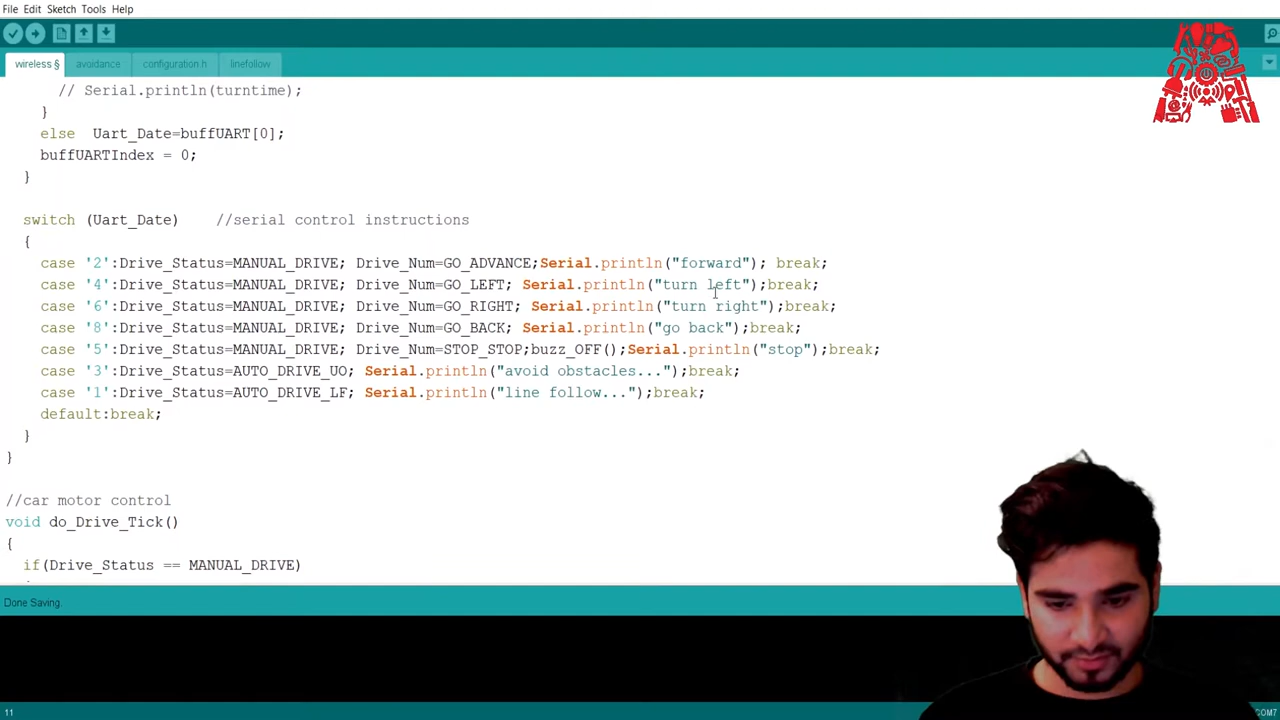 File Edit Sketch Tools Help
wireless § avoidance configuration.h linefollow
// Serial.println(turntime);
}
else Uart_Date=buffUART[0];
buffUARTIndex = 0;
}
switch (Uart_Date) //serial control instructions
{
case '2':Drive_Status=MANUAL_DRIVE; Drive_Num=GO_ADVANCE;Serial.println("forward"); break;
case '4':Drive_Status=MANUAL_DRIVE; Drive_Num=GO_LEFT; Serial.println("turn left");break;
case '6':Drive_Status=MANUAL_DRIVE; Drive_Num=GO_RIGHT; Serial.println("turn right");break;
case '8':Drive_Status=MANUAL_DRIVE; Drive_Num=GO_BACK; Serial.println("go back");break;
case '5':Drive_Status=MANUAL_DRIVE; Drive_Num=STOP_STOP;buzz_OFF();Serial.println("stop");break;
case '3':Drive_Status=AUTO_DRIVE_UO; Serial.println("avoid obstacles...");break;
case '1':Drive_Status=AUTO_DRIVE_LF; Serial.println("line follow...");break;
default:break;
}
}
//car motor control
void do_Drive_Tick()
{
if(Drive_Status == MANUAL_DRIVE)
Done Saving.
11 COM7